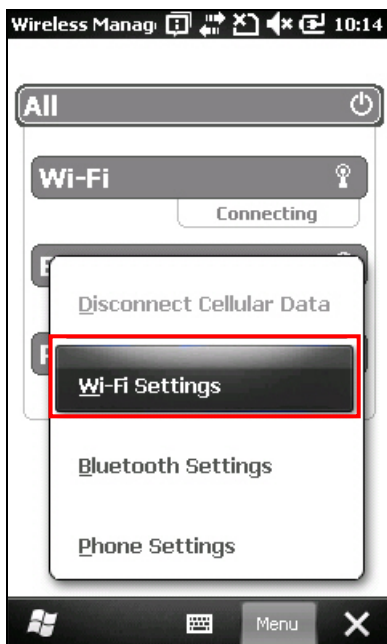 Wireless Manag 10:14
All
Wi-Fi
Connecting
Disconnect Cellular Data
Wi-Fi Settings
Bluetooth Settings
Phone Settings
Menu